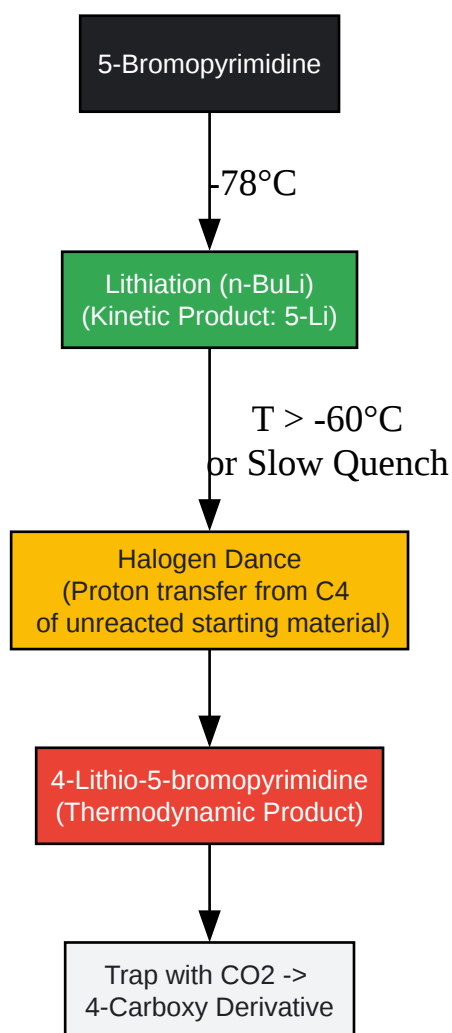 5-Bromopyrimidine
-78°C
Lithiation (n-BuLi)
(Kinetic Product: 5-Li)
T > -60°C
or Slow Quench
Halogen Dance
(Proton transfer from C4
of unreacted starting material)
4-Lithio-5-bromopyrimidine
(Thermodynamic Product)
Trap with CO2 ->
4-Carboxy Derivative